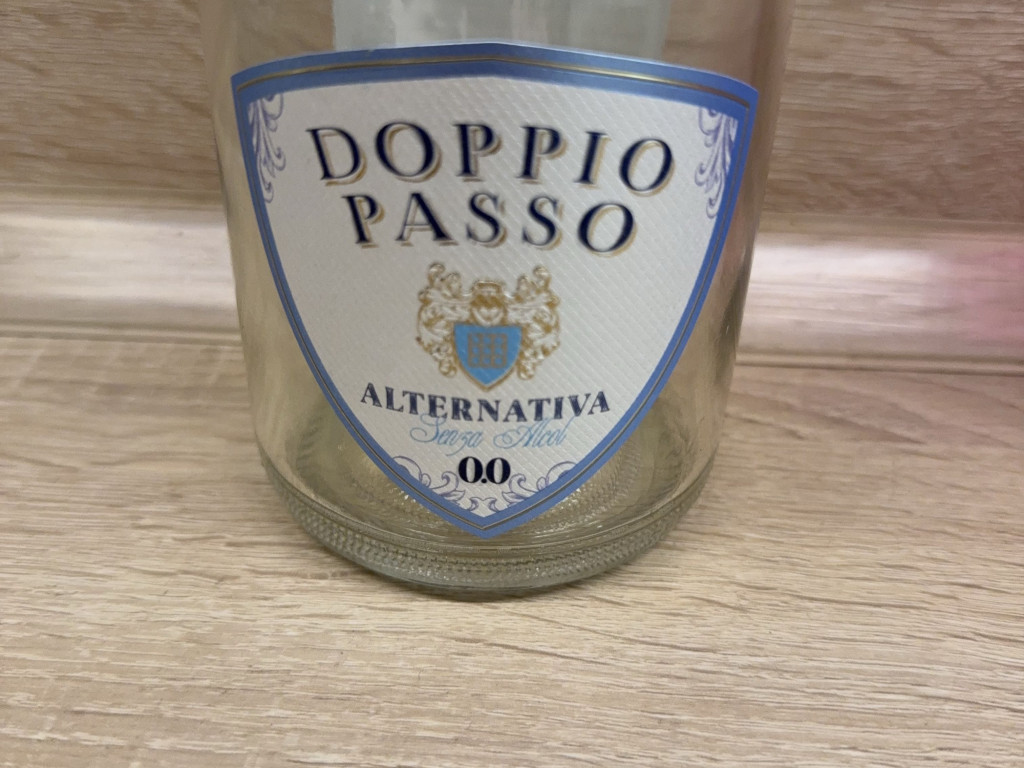 DOPPIO
PASSO
ALTERNATIVA
Senza Alcol
0.0